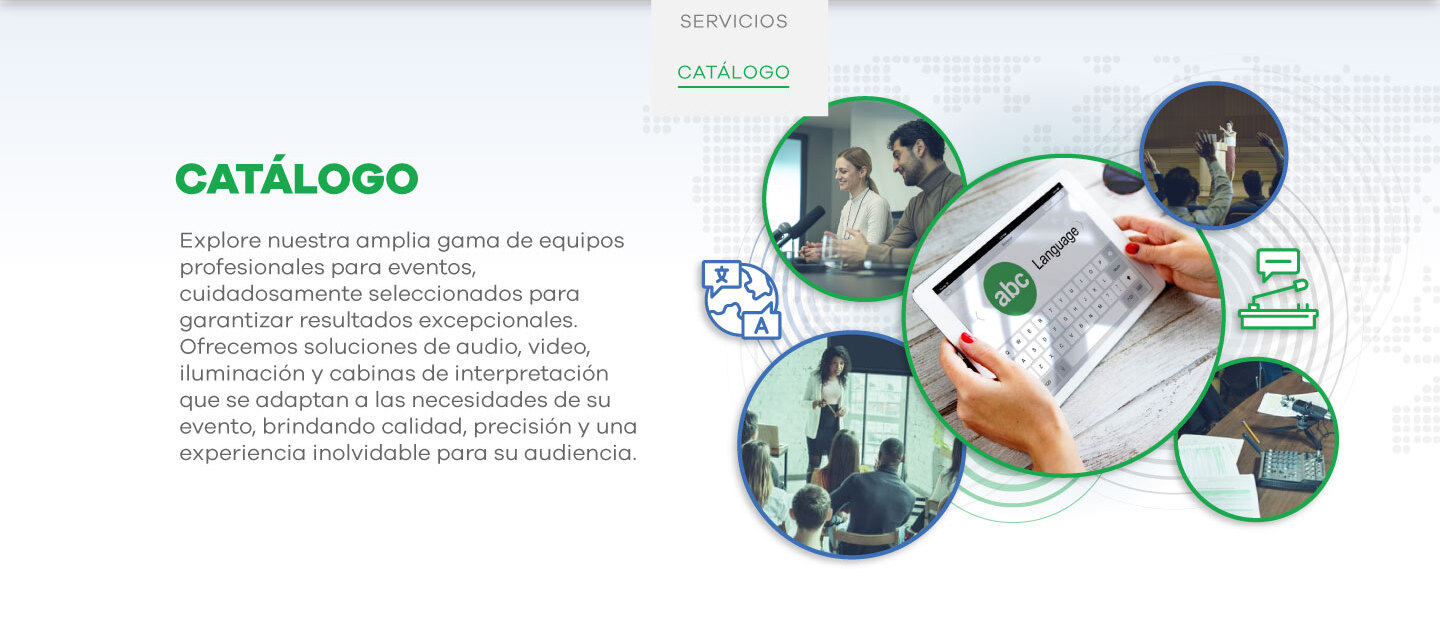 SERVICIOS
CATÁLOGO
CATÁLOGO
Explore nuestra amplia gama de equipos
profesionales para eventos,
cuidadosamente seleccionados para
garantizar resultados excepcionales.
Ofrecemos soluciones de audio, video,
iluminación y cabinas de interpretación
que se adaptan a las necesidades de su
evento, brindando calidad, precisión y una
experiencia inolvidable para su audiencia.
abc Language
文
A